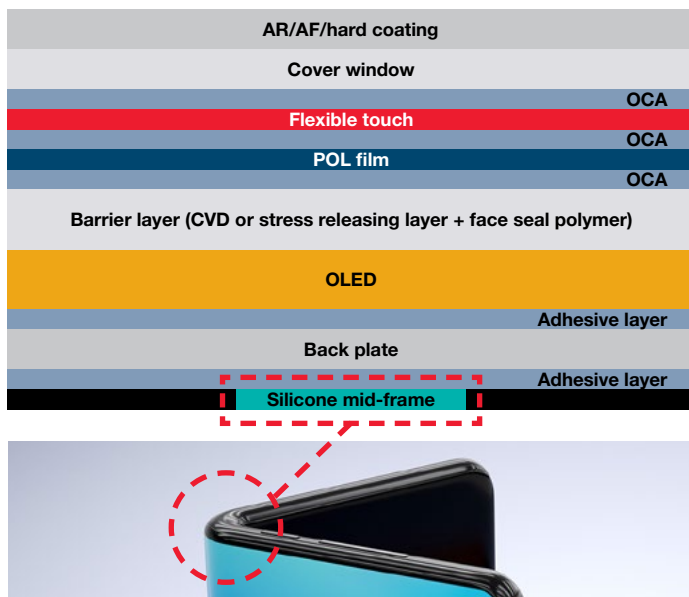 AR/AF/hard coating
Cover window
OCA
Flexible touch
OCA
POL film
OCA
Barrier layer (CVD or stress releasing layer + face seal polymer)
OLED
Adhesive layer
Back plate
Adhesive layer
Silicone mid-frame